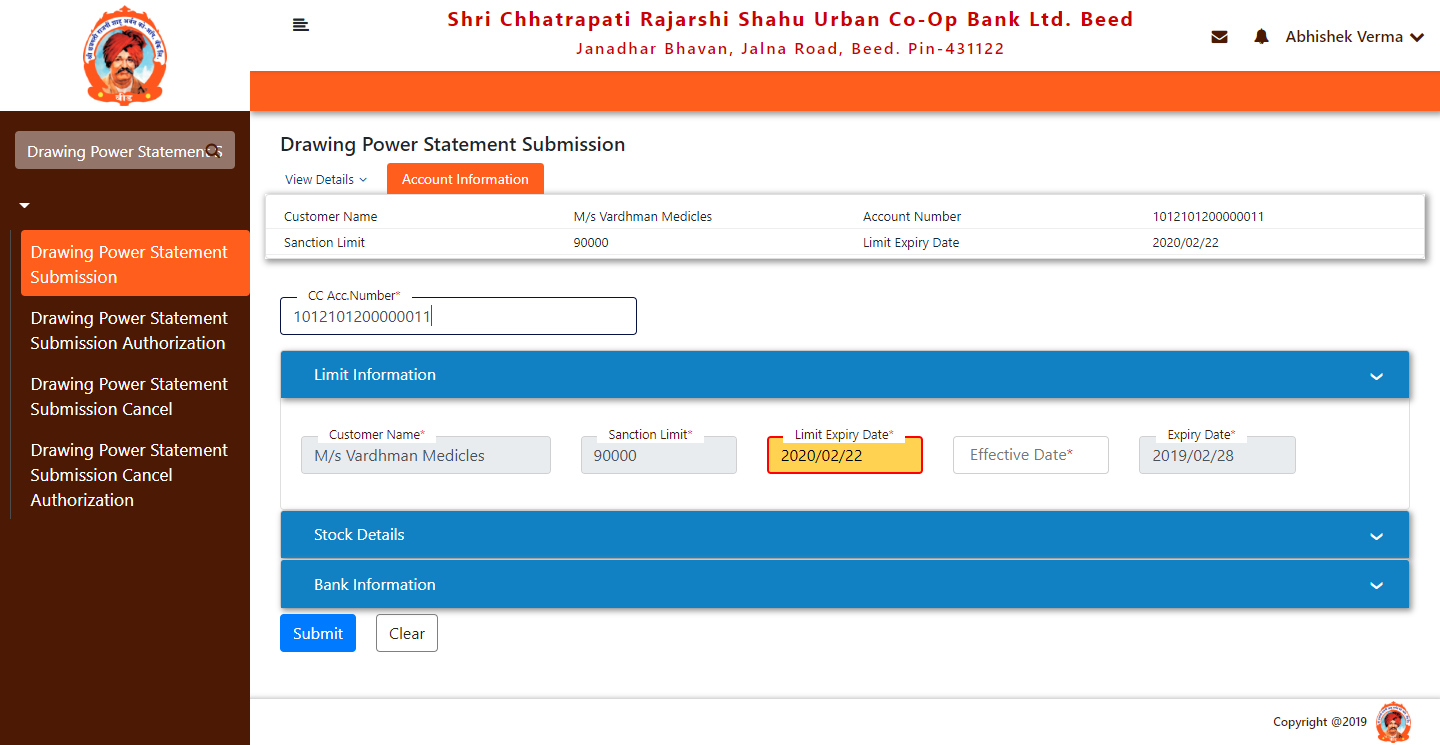 Shri Chhatrapati Rajarshi Shahu Urban Co-Op Bank Ltd. Beed
Janadhar Bhavan, Jalna Road, Beed. Pin-431122
Abhishek Verma
बीड
Drawing Power Statement S
Drawing Power Statement
Submission
Drawing Power Statement
Submission Authorization
Drawing Power Statement
Submission Cancel
Drawing Power Statement
Submission Cancel
Authorization
Drawing Power Statement Submission
View Details
Account Information
Customer Name M/s Vardhman Medicles Account Number 1012101200000011
Sanction Limit 90000 Limit Expiry Date 2020/02/22
CC Acc.Number*
1012101200000011
Limit Information
Customer Name* Sanction Limit* Limit Expiry Date* Expiry Date*
M/s Vardhman Medicles 90000 2020/02/22 Effective Date* 2019/02/28
Stock Details
Bank Information
Submit Clear
Copyright @2019